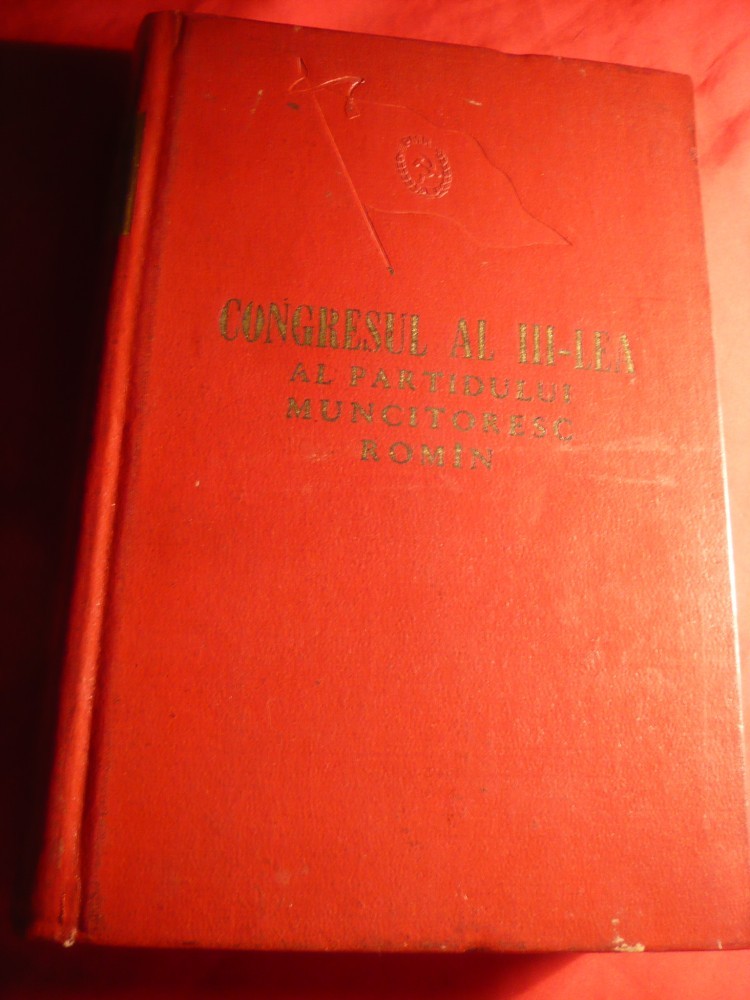 CONGRESUL AL III-LEA
AL PARTIDULUI
MUNCITORESC
ROMÎN